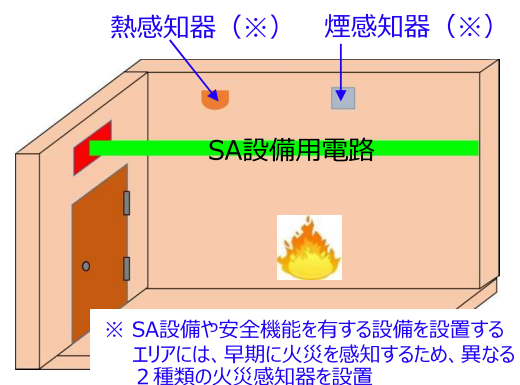 熱感知器（※） 煙感知器（※）
SA設備用電路
※ SA設備や安全機能を有する設備を設置する
エリアには、早期に火災を感知するため、異なる
２種類の火災感知器を設置